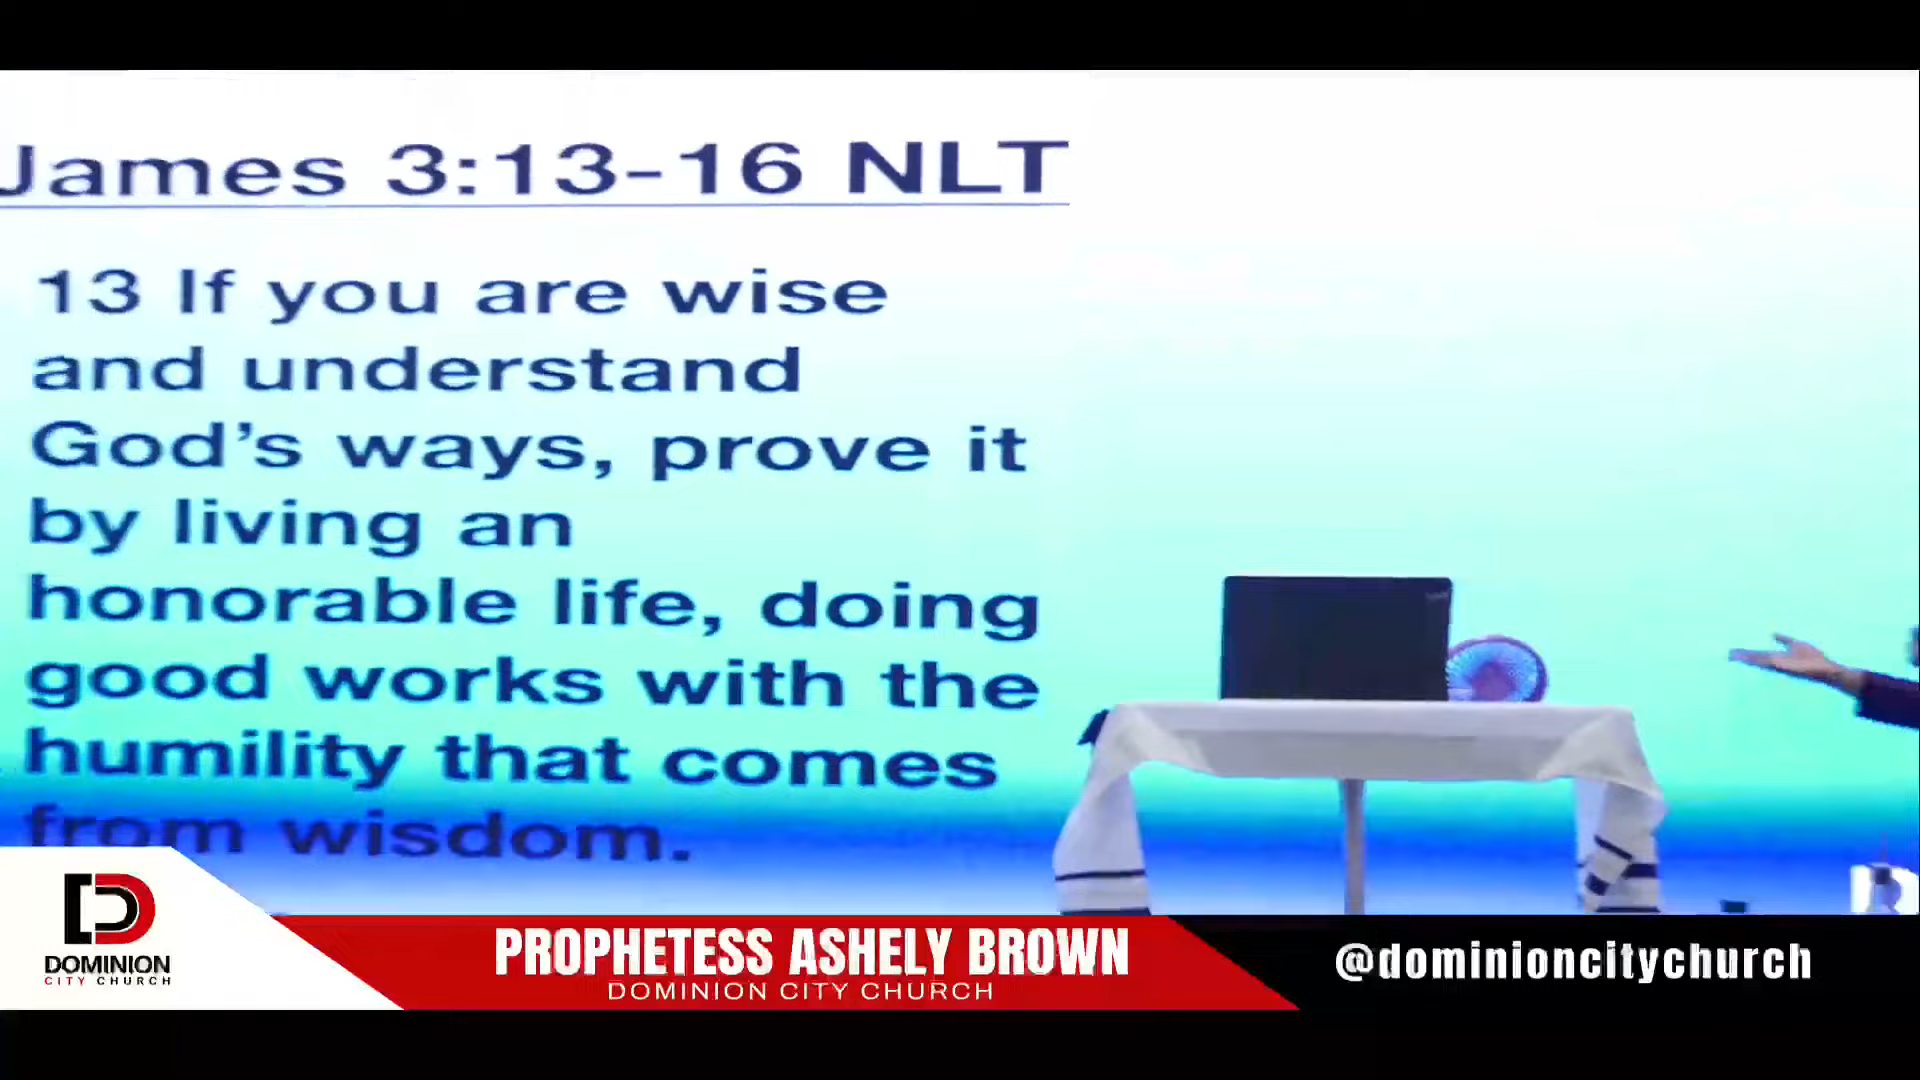 James 3:13-16 NLT
13 If you are wise
and understand
God's ways, prove it
by living an
honorable life, doing
good works with the
humility that comes
from wisdom.
DOMINION
CITY CHURCH
PROPHETESS ASHELY BROWN
DOMINION CITY CHURCH
@dominioncitychurch